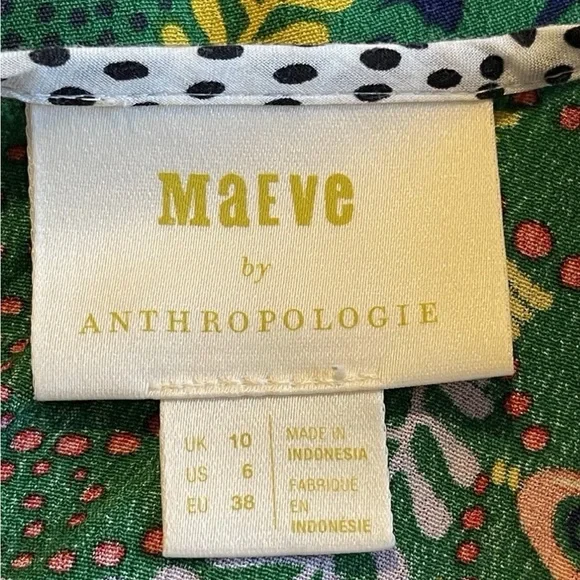 MaEve
by
ANTHROPOLOGIE
UK 10
US 6
EU 38
MADE IN
INDONESIA
FABRIQUÉ
EN
INDONÉSIE